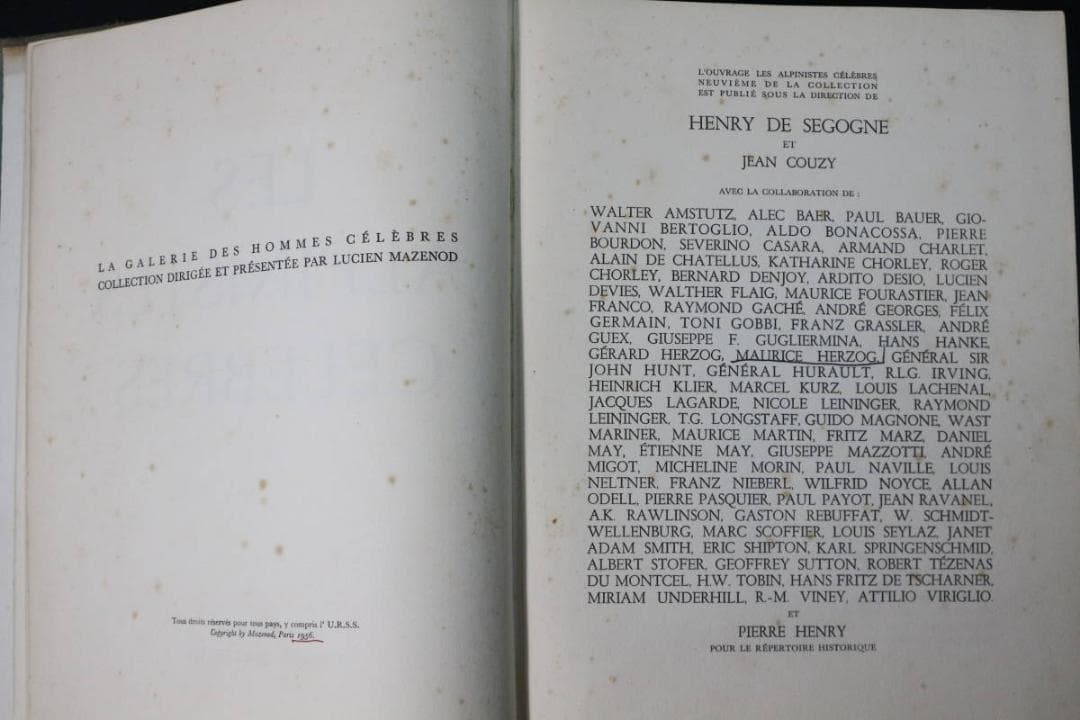 LA GALERIE DES HOMMES CÉLÈBRES
COLLECTION DIRIGÉE ET PRÉSENTÉE PAR LUCIEN MAZENOD
Tous droits réservés pour tous pays, y compris l' U.R.S.S.
Copyright by Mazenod, Paris 1956.
L'OUVRAGE LES ALPINISTES CÉLÈBRES
NEUVIÈME DE LA COLLECTION
EST PUBLIÉ SOUS LA DIRECTION DE
HENRY DE SEGOGNE
ET
JEAN COUZY
AVEC LA COLLABORATION DE :
WALTER AMSTUTZ, ALEC BAER, PAUL BAUER, GIO-
VANNI BERTOGLIO, ALDO BONACOSSA, PIERRE
BOURDON, SEVERINO CASARA, ARMAND CHARLET,
ALAIN DE CHATELLUS, KATHARINE CHORLEY, ROGER
CHORLEY, BERNARD DENJOY, ARDITO DESIO, LUCIEN
DEVIES, WALTHER FLAIG, MAURICE FOURASTIER, JEAN
FRANCO, RAYMOND GACHÉ, ANDRÉ GEORGES, FÉLIX
GERMAIN, TONI GOBBI, FRANZ GRASSLER, ANDRÉ
GUEX, GIUSEPPE F. GUGLIERMINA, HANS HANKE,
GÉRARD HERZOG, MAURICE HERZOG, GÉNÉRAL SIR
JOHN HUNT, GÉNÉRAL HURAULT, R.L.G. IRVING,
HEINRICH KLIER, MARCEL KURZ, LOUIS LACHENAL,
JACQUES LAGARDE, NICOLE LEININGER, RAYMOND
LEININGER, T.G. LONGSTAFF, GUIDO MAGNONE, WAST
MARINER, MAURICE MARTIN, FRITZ MARZ, DANIEL
MAY, ÉTIENNE MAY, GIUSEPPE MAZZOTTI, ANDRÉ
MIGOT, MICHELINE MORIN, PAUL NAVILLE, LOUIS
NELTNER, FRANZ NIEBERL, WILFRID NOYCE, ALLAN
ODELL, PIERRE PASQUIER, PAUL PAYOT, JEAN RAVANEL,
A.K. RAWLINSON, GASTON REBUFFAT, W. SCHMIDT-
WELLENBURG, MARC SCOFFIER, LOUIS SEYLAZ, JANET
ADAM SMITH, ERIC SHIPTON, KARL SPRINGENSCHMID,
ALBERT STOFER, GEOFFREY SUTTON, ROBERT TÉZENAS
DU MONTCEL, H.W. TOBIN, HANS FRITZ DE TSCHARNER,
MIRIAM UNDERHILL, R.-M. VINEY, ATTILIO VIRIGLIO
ET
PIERRE HENRY
POUR LE RÉPERTOIRE HISTORIQUE